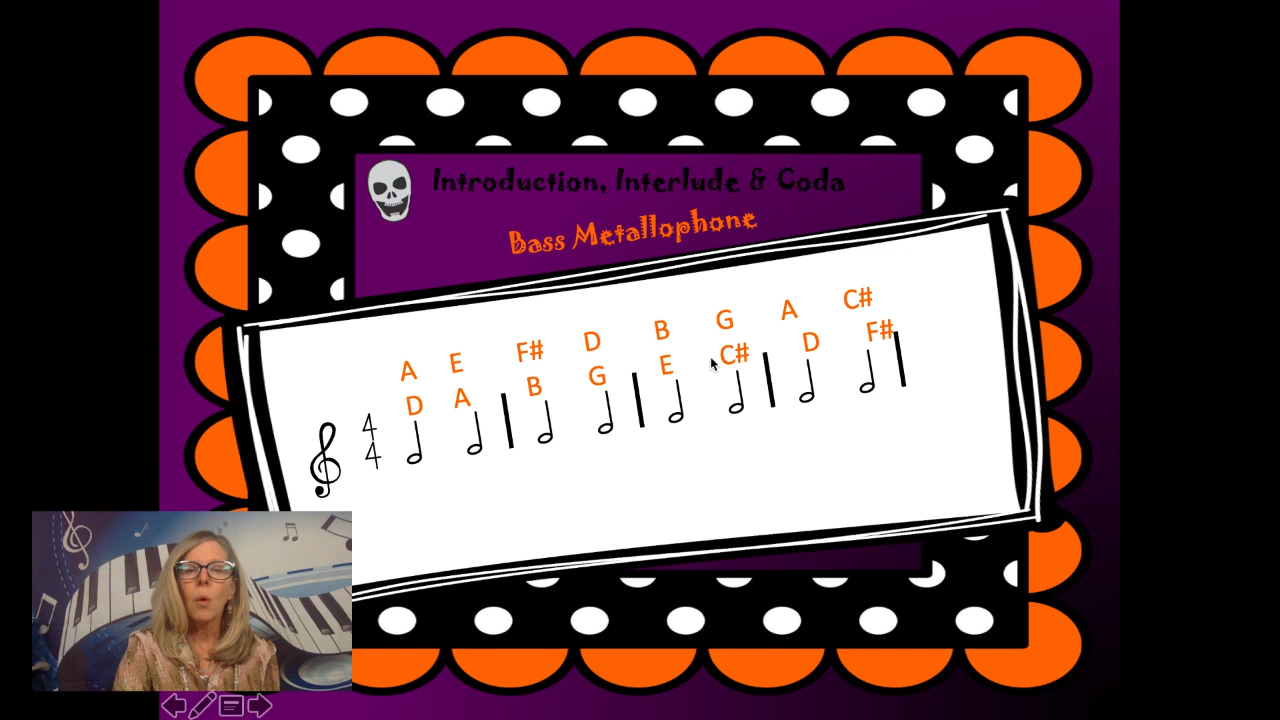 Introduction, Interlude & Coda
Bass Metallophone
A E F# D B G A C#
D A B G E C# D F#
4
4